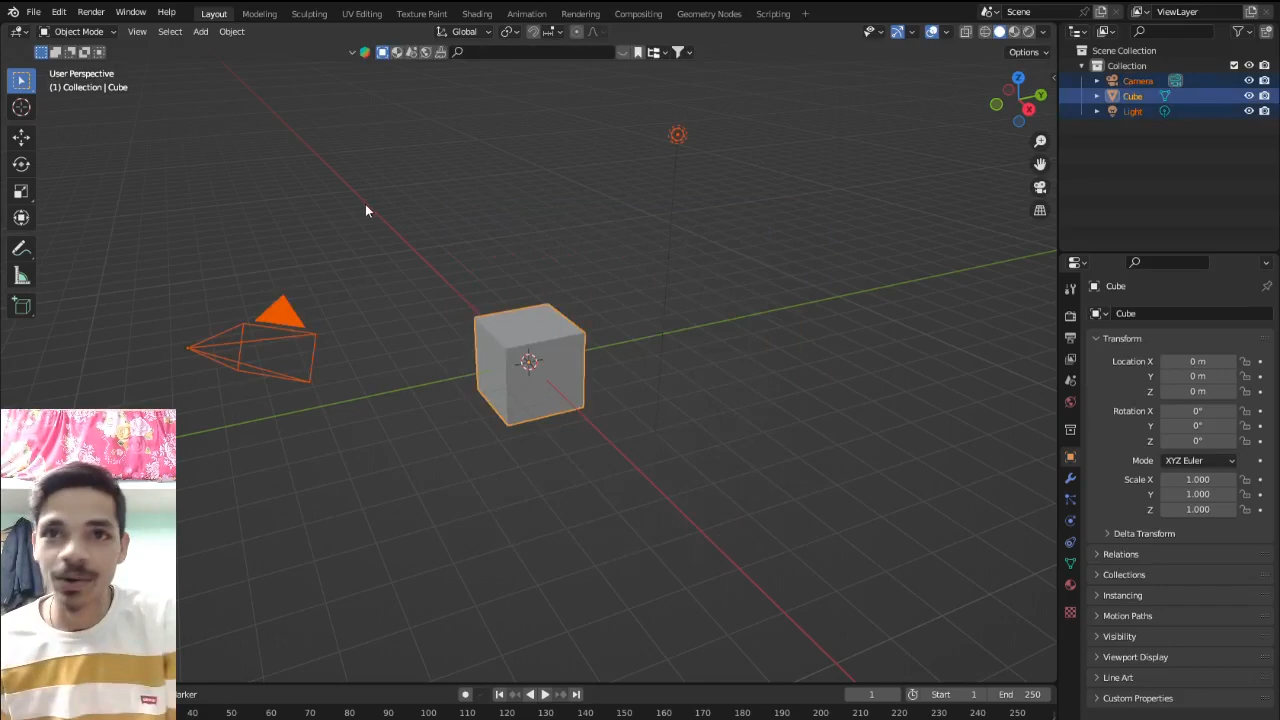 File Edit Render Window Help Layout Modeling Sculpting UV Editing Texture Paint Shading Animation Rendering Compositing Geometry Nodes Scripting + Scene ViewLayer
Object Mode View Select Add Object Global
Options
User Perspective
(1) Collection | Cube
Z
Y
X
Scene Collection
Collection
Camera
Cube
Light
Cube
Cube
Transform
Location X 0 m
Y 0 m
Z 0 m
Rotation X 0°
Y 0°
Z 0°
Mode XYZ Euler
Scale X 1.000
Y 1.000
Z 1.000
Delta Transform
Relations
Collections
Instancing
Motion Paths
Visibility
Viewport Display
Line Art
Custom Properties
Marker 1 Start 1 End 250
40 50 60 70 80 90 100 110 120 130 140 150 160 170 180 190 200 210 220 230 240 250